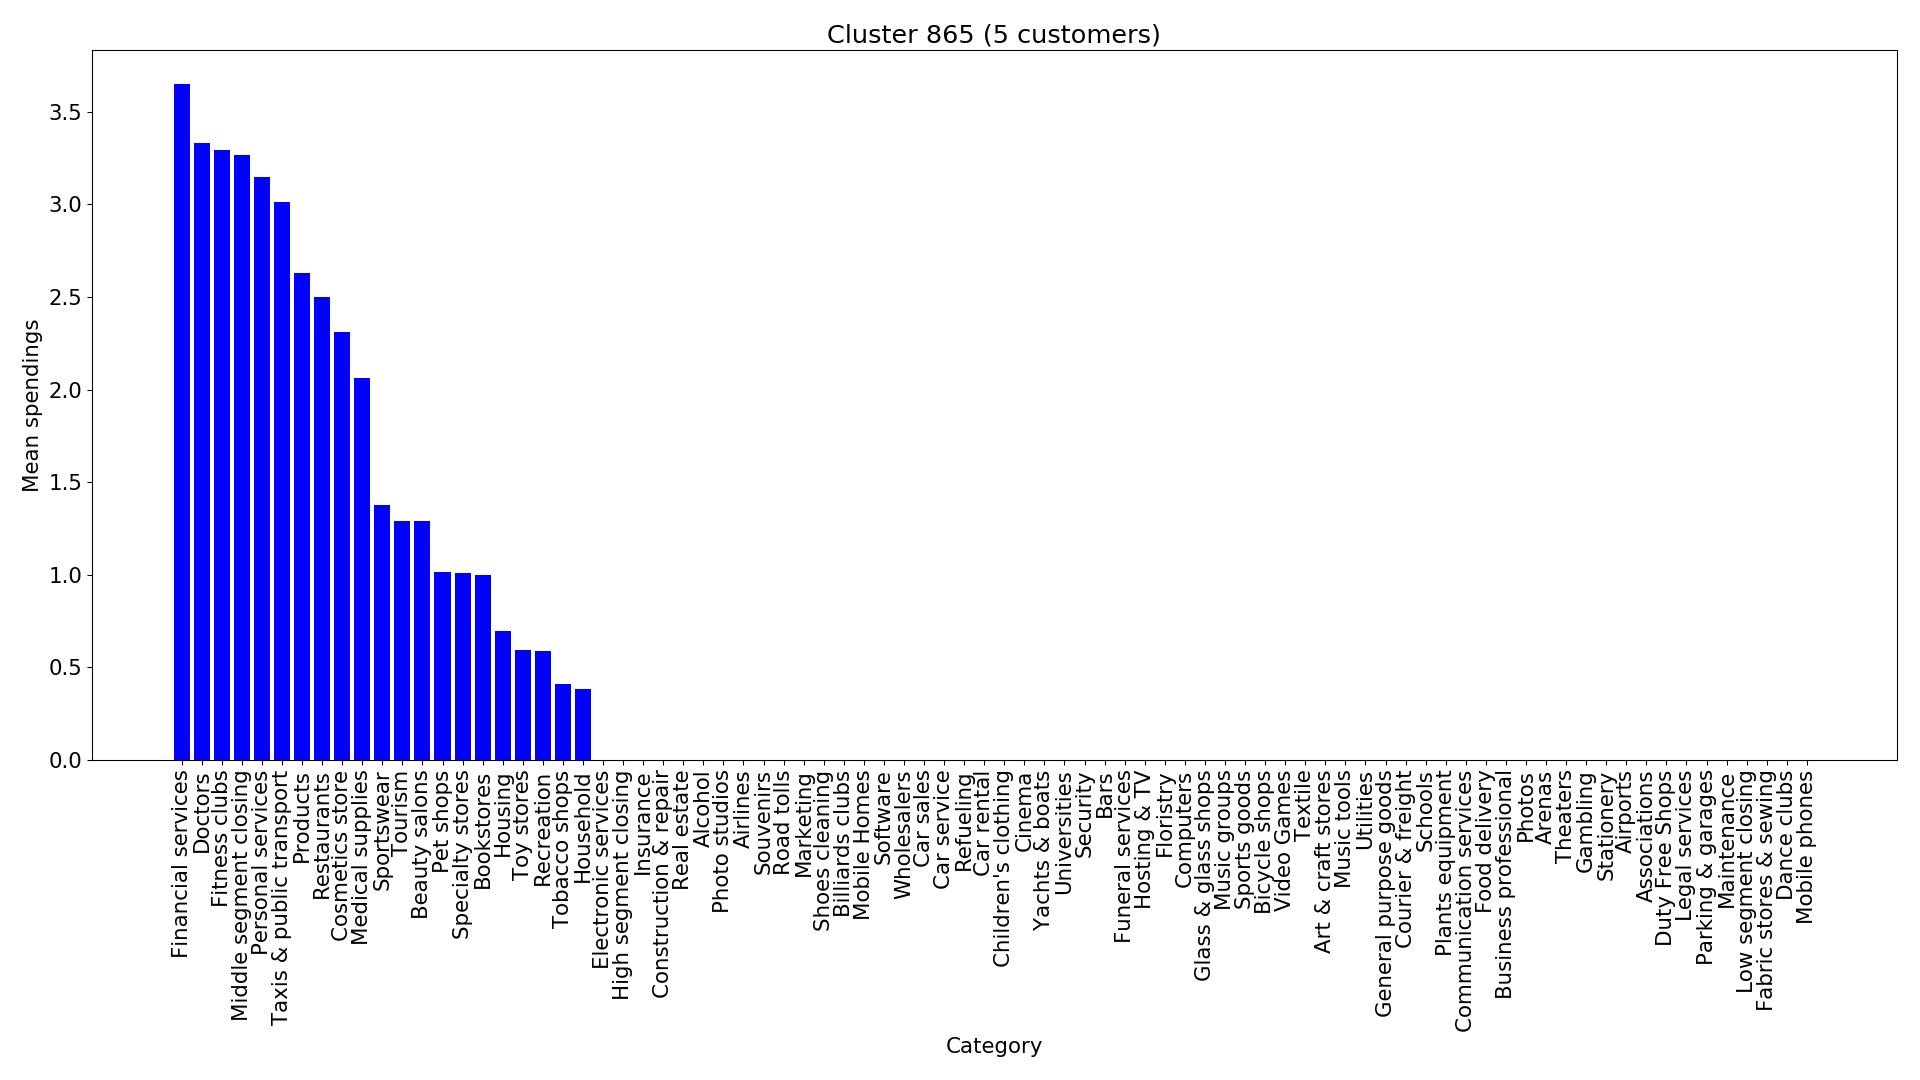 Cluster 865 (5 customers)
Mean spendings
3.5
3.0
2.5
2.0
1.5
1.0
0.5
0.0
Financial services
Doctors
Fitness clubs
Middle segment closing
Personal services
Taxis & public transport
Products
Restaurants
Cosmetics store
Medical supplies
Sportswear
Tourism
Beauty salons
Pet shops
Specialty stores
Bookstores
Housing
Toy stores
Recreation
Tobacco shops
Household
Electronic services
High segment closing
Insurance
Construction & repair
Real estate
Alcohol
Photo studios
Airlines
Souvenirs
Road tolls
Marketing
Shoes cleaning
Billiards clubs
Mobile Homes
Software
Wholesalers
Car sales
Car service
Refueling
Car rental
Children's clothing
Cinema
Yachts & boats
Universities
Security
Bars
Funeral services
Hosting & TV
Floristry
Computers
Glass & glass shops
Music groups
Sports goods
Bicycle shops
Video Games
Textile
Art & craft stores
Music tools
Utilities
General purpose goods
Courier & freight
Schools
Plants equipment
Communication services
Food delivery
Business professional
Photos
Arenas
Theaters
Gambling
Stationery
Airports
Associations
Duty Free Shops
Legal services
Parking & garages
Maintenance
Low segment closing
Fabric stores & sewing
Dance clubs
Mobile phones
Category